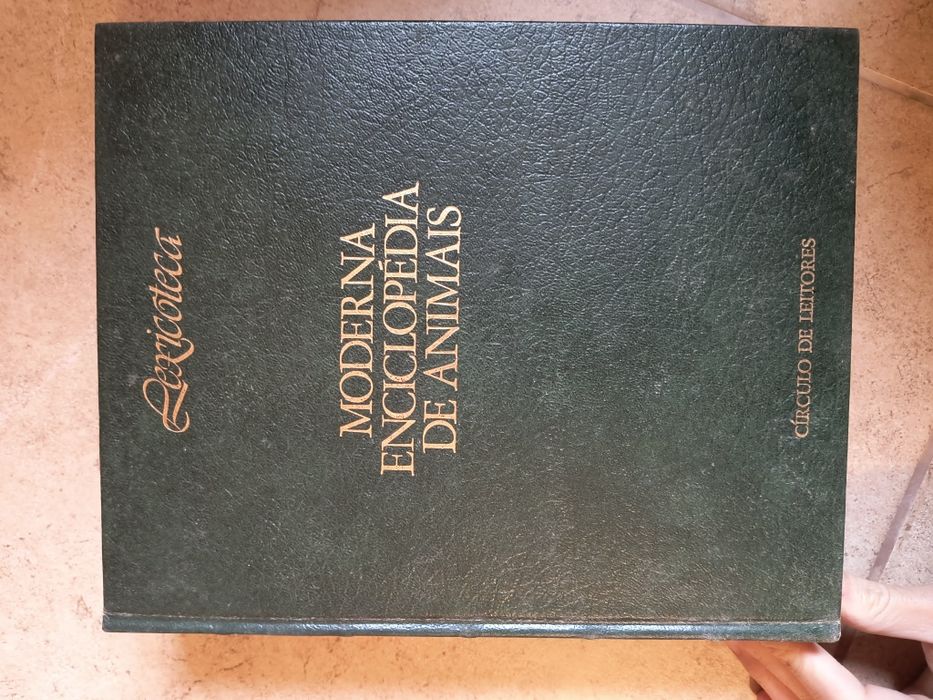 Lexicoteca
MODERNA
ENCICLOPÉDIA
DE ANIMAIS
CÍRCULO DE LEITORES